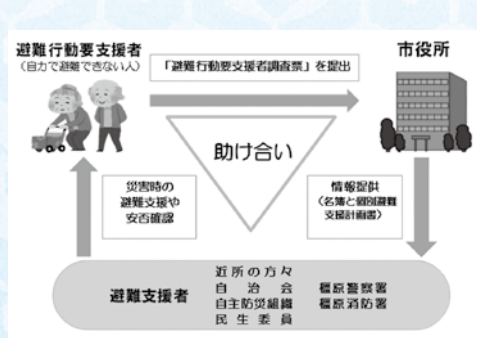 避難行動要支援者
（自力で避難できない人）
「避難行動要支援者調査票」を提出
市役所
助け合い
災害時の
避難支援や
安否確認
情報提供
（名簿と個別避難
支援計画書）
避難支援者
近所の方々
自治会
自主防災組織
民生委員
橿原警察署
橿原消防署